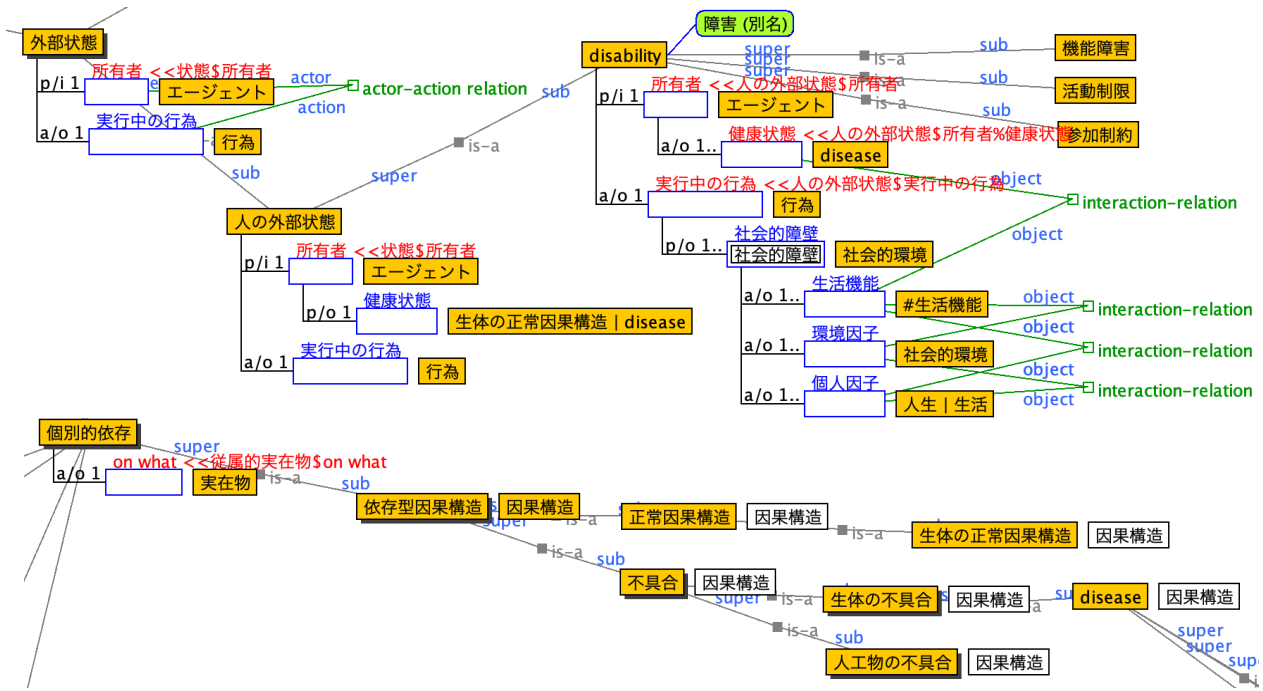 外部状態
所有者 <<状態$所有者
p/i 1
エージェント
actor
actor-action relation
action
実行中の行為
a/o 1
行為
sub
is-a
super
人の外部状態
所有者 <<状態$所有者
p/i 1
エージェント
健康状態
p/o 1
生体の正常因果構造 | disease
実行中の行為
a/o 1
行為
障害 (別名)
disability
super
super
super
is-a
is-a
is-a
sub
sub
sub
sub
機能障害
活動制限
参加制約
所有者 <<人の外部状態$所有者
p/i 1
エージェント
健康状態 <<人の外部状態$所有者%健康状態
a/o 1..
disease
object
interaction-relation
object
実行中の行為 <<人の外部状態$実行中の行為
a/o 1
行為
社会的障壁
p/o 1..
社会的障壁
社会的環境
生活機能
a/o 1..
#生活機能
object
interaction-relation
object
環境因子
a/o 1..
社会的環境
interaction-relation
object
個人因子
a/o 1..
人生 | 生活
object
interaction-relation
個別的依存
super
on what <<従属的実在物$on what
a/o 1
実在物
is-a
sub
依存型因果構造
因果構造
super
is-a
正常因果構造
因果構造
is-a
生体の正常因果構造
因果構造
is-a
sub
不具合
因果構造
super
is-a
生体の不具合
因果構造
disease
因果構造
is-a
sub
人工物の不具合
因果構造
super
super